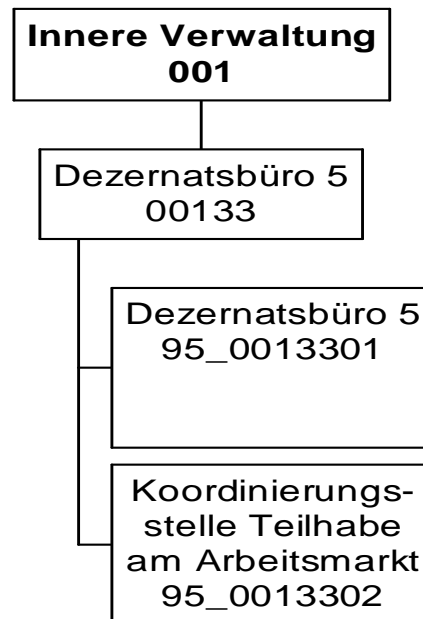 Innere Verwaltung
001
Dezernatsbüro 5
00133
Dezernatsbüro 5
95_0013301
Koordinierungs-
stelle Teilhabe
am Arbeitsmarkt
95_0013302